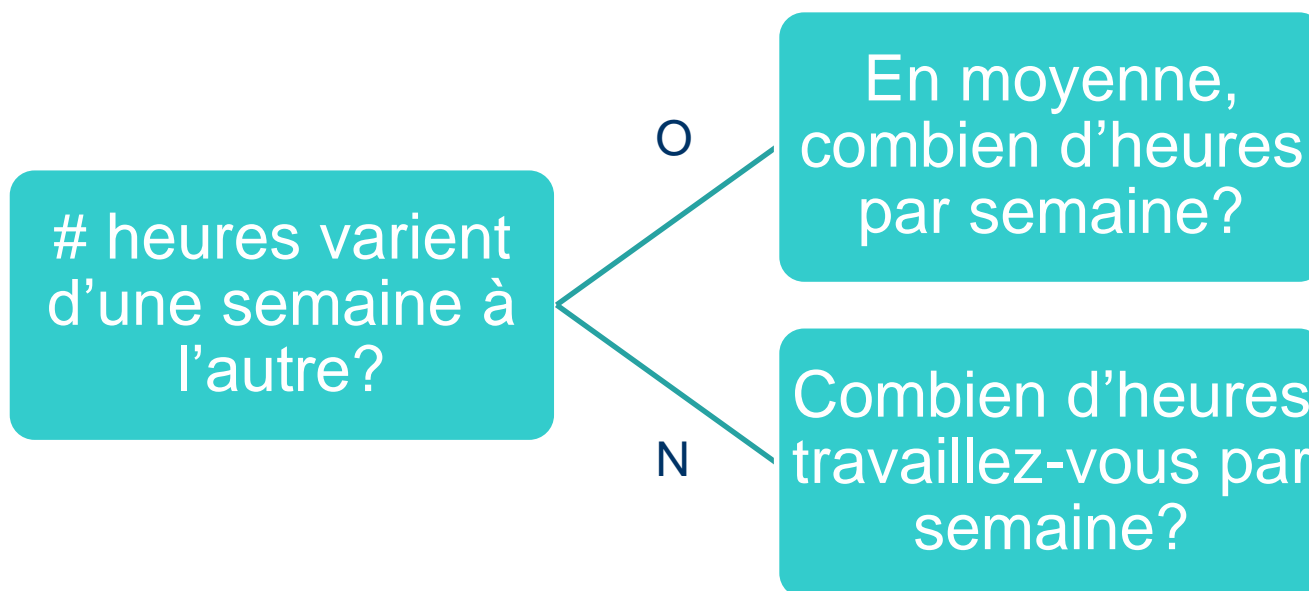 # heures varient
d’une semaine à
l’autre?
O
En moyenne,
combien d’heures
par semaine?
N
Combien d’heures
travaillez-vous par
semaine?